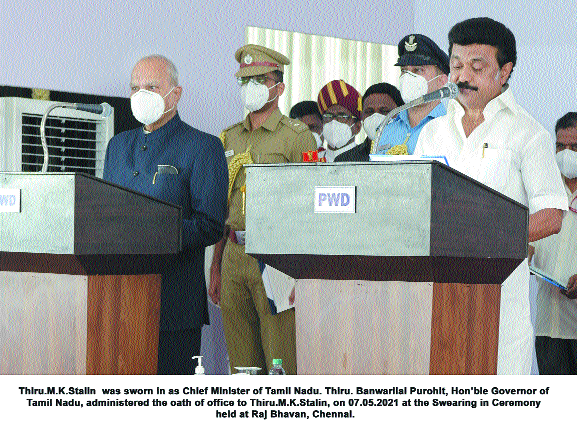 WD
PWD
Thiru.M.K.Stalin was sworn in as Chief Minister of Tamil Nadu. Thiru. Banwarilal Purohit, Hon'ble Governor of
Tamil Nadu, administered the oath of office to Thiru.M.K.Stalin, on 07.05.2021 at the Swearing in Ceremony
held at Raj Bhavan, Chennai.